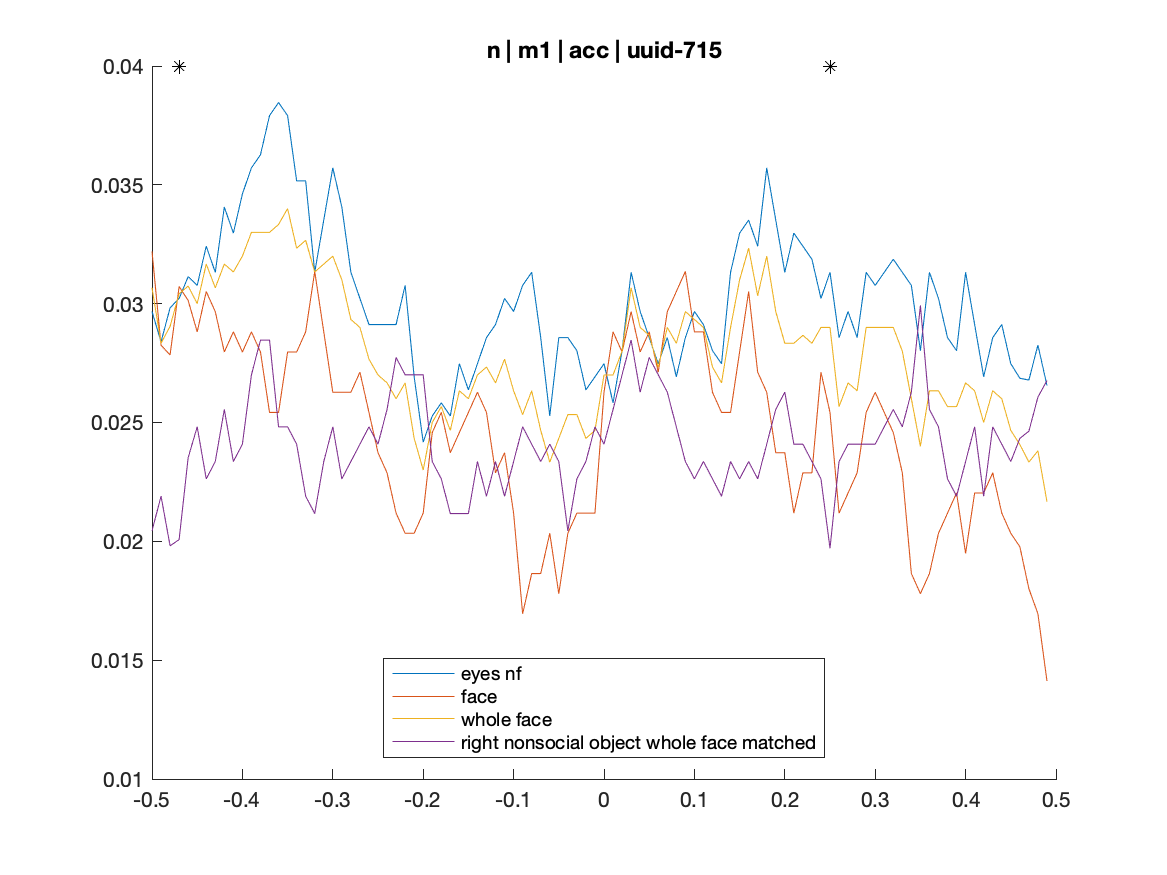 n | m1 | acc | uuid-715
0.04
0.035
0.03
0.025
0.02
0.015
0.01
eyes nf
face
whole face
right nonsocial object whole face matched
-0.5 -0.4 -0.3 -0.2 -0.1 0 0.1 0.2 0.3 0.4 0.5